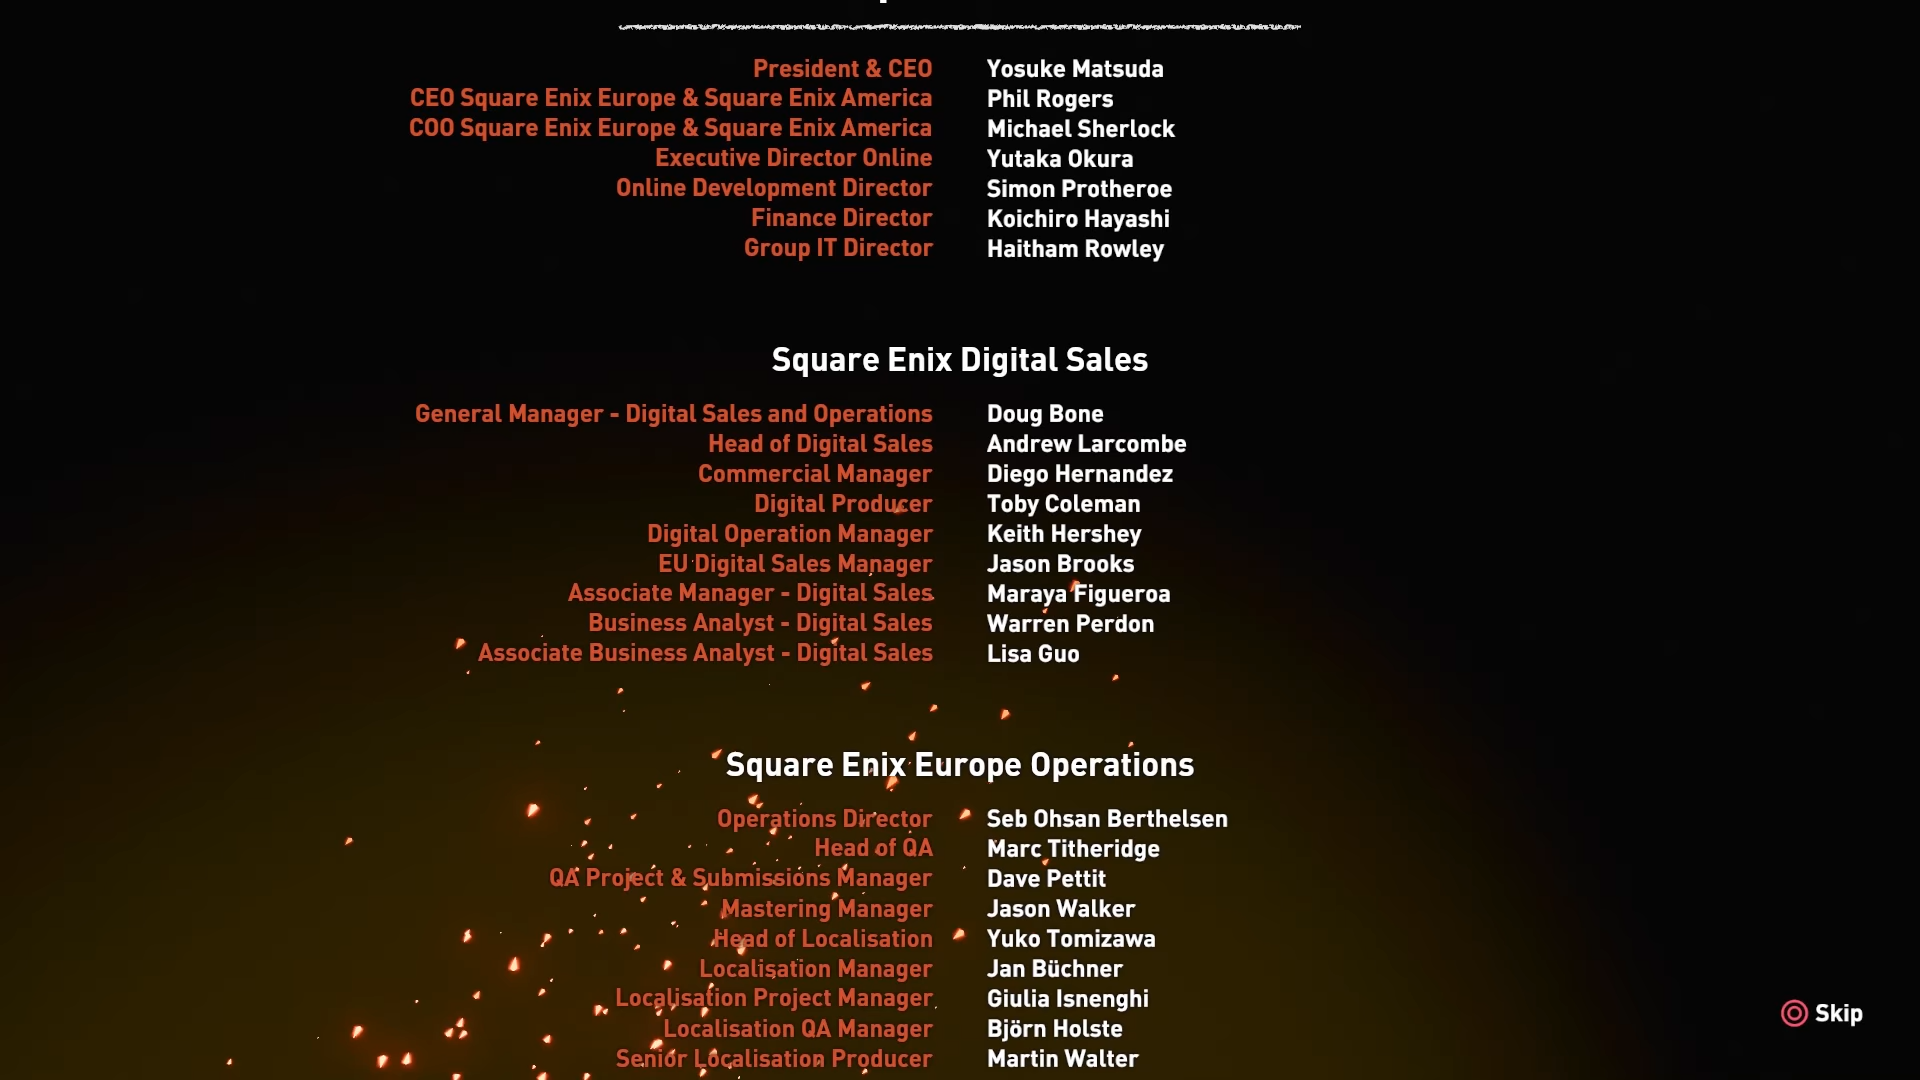 President & CEO Yosuke Matsuda
CEO Square Enix Europe & Square Enix America Phil Rogers
COO Square Enix Europe & Square Enix America Michael Sherlock
Executive Director Online Yutaka Okura
Online Development Director Simon Protheroe
Finance Director Koichiro Hayashi
Group IT Director Haitham Rowley
Square Enix Digital Sales
General Manager - Digital Sales and Operations Doug Bone
Head of Digital Sales Andrew Larcombe
Commercial Manager Diego Hernandez
Digital Producer Toby Coleman
Digital Operation Manager Keith Hershey
EU Digital Sales Manager Jason Brooks
Associate Manager - Digital Sales Maraya Figueroa
Business Analyst - Digital Sales Warren Perdon
Associate Business Analyst - Digital Sales Lisa Guo
Square Enix Europe Operations
Operations Director Seb Ohsan Berthelsen
Head of QA Marc Titheridge
QA Project & Submissions Manager Dave Pettit
Mastering Manager Jason Walker
Head of Localisation Yuko Tomizawa
Localisation Manager Jan Büchner
Localisation Project Manager Giulia Isnenghi
Localisation QA Manager Björn Holste
Senior Localisation Producer Martin Walter
Skip